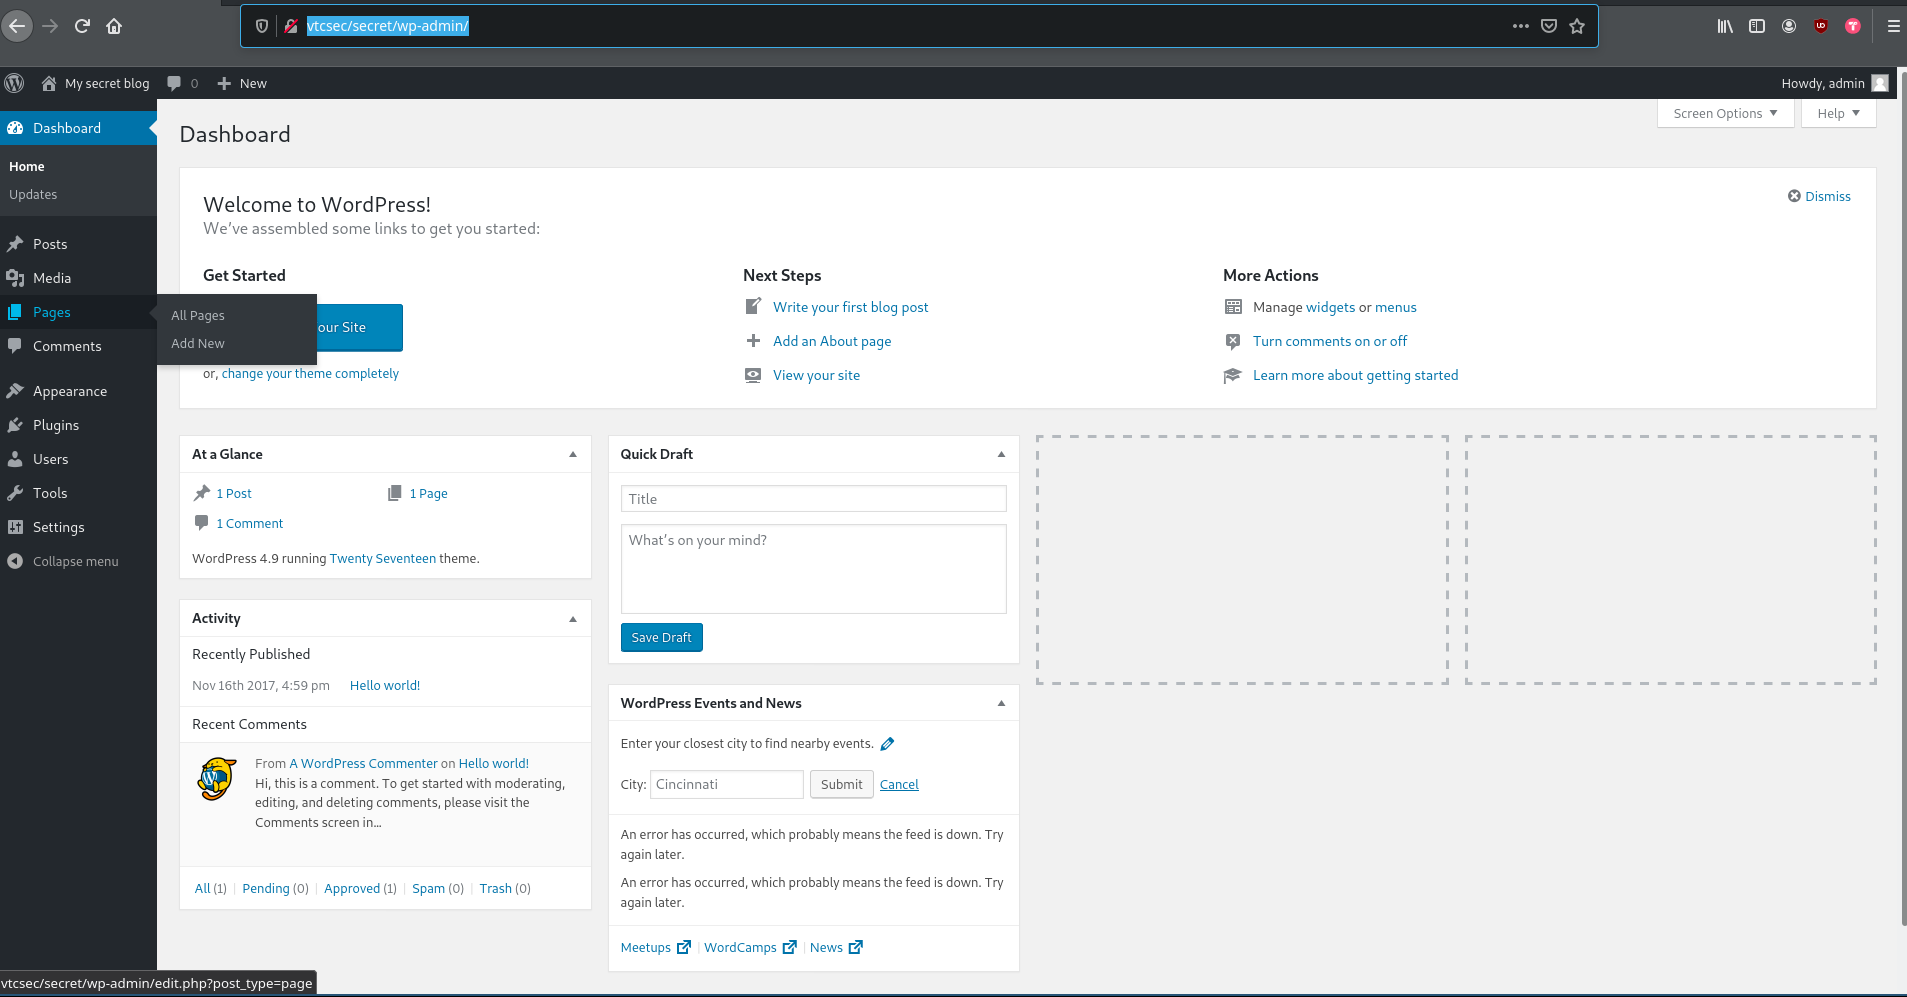 vtcsec/secret/wp-admin/
My secret blog 0 New
Howdy, admin
Dashboard
Home
Updates
Posts
Media
Pages
All Pages
Add New
Comments
Appearance
Plugins
Users
Tools
Settings
Collapse menu
Screen Options
Help
Dashboard
Welcome to WordPress!
We've assembled some links to get you started:
Dismiss
Get Started
our Site
or, change your theme completely
Next Steps
Write your first blog post
Add an About page
View your site
More Actions
Manage widgets or menus
Turn comments on or off
Learn more about getting started
At a Glance
1 Post
1 Page
1 Comment
WordPress 4.9 running Twenty Seventeen theme.
Activity
Recently Published
Nov 16th 2017, 4:59 pm Hello world!
Recent Comments
From A WordPress Commenter on Hello world!
Hi, this is a comment. To get started with moderating,
editing, and deleting comments, please visit the
Comments screen in…
All (1) | Pending (0) | Approved (1) | Spam (0) | Trash (0)
Quick Draft
Title
What's on your mind?
Save Draft
WordPress Events and News
Enter your closest city to find nearby events.
City: Cincinnati Submit Cancel
An error has occurred, which probably means the feed is down. Try
again later.
An error has occurred, which probably means the feed is down. Try
again later.
Meetups | WordCamps | News
vtcsec/secret/wp-admin/edit.php?post_type=page